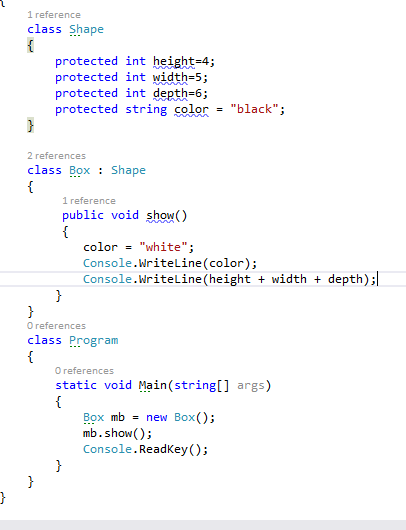 {
1 reference
class Shape
{
protected int height=4;
protected int width=5;
protected int depth=6;
protected string color = "black";
}
2 references
class Box : Shape
{
1 reference
public void show()
{
color = "white";
Console.WriteLine(color);
Console.WriteLine(height + width + depth);
}
}
0 references
class Program
{
0 references
static void Main(string[] args)
{
Box mb = new Box();
mb.show();
Console.ReadKey();
}
}
}